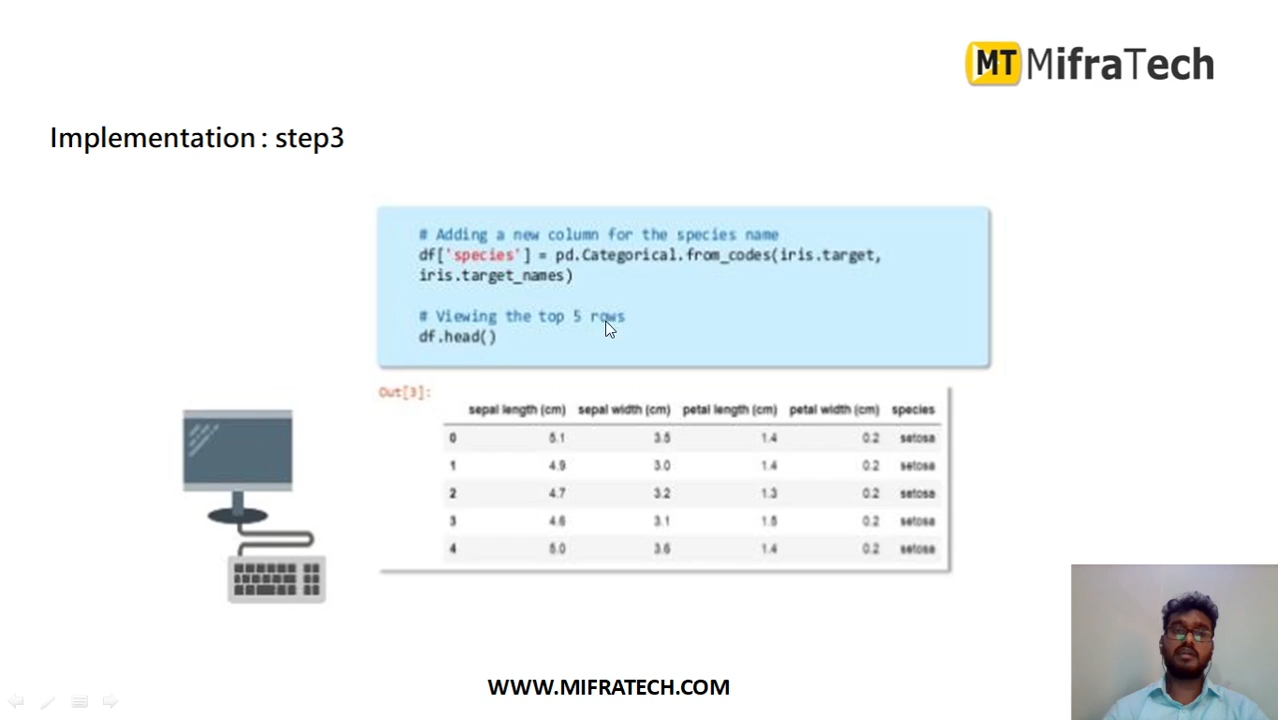 MT MifraTech
Implementation : step3
# Adding a new column for the species name
df['species'] = pd.Categorical.from_codes(iris.target,
iris.target_names)
# Viewing the top 5 rows
df.head()
Out[3]:
sepal length (cm) sepal width (cm) petal length (cm) petal width (cm) species
0 5.1 3.5 1.4 0.2 setosa
1 4.9 3.0 1.4 0.2 setosa
2 4.7 3.2 1.3 0.2 setosa
3 4.6 3.1 1.5 0.2 setosa
4 5.0 3.6 1.4 0.2 setosa
WWW.MIFRATECH.COM